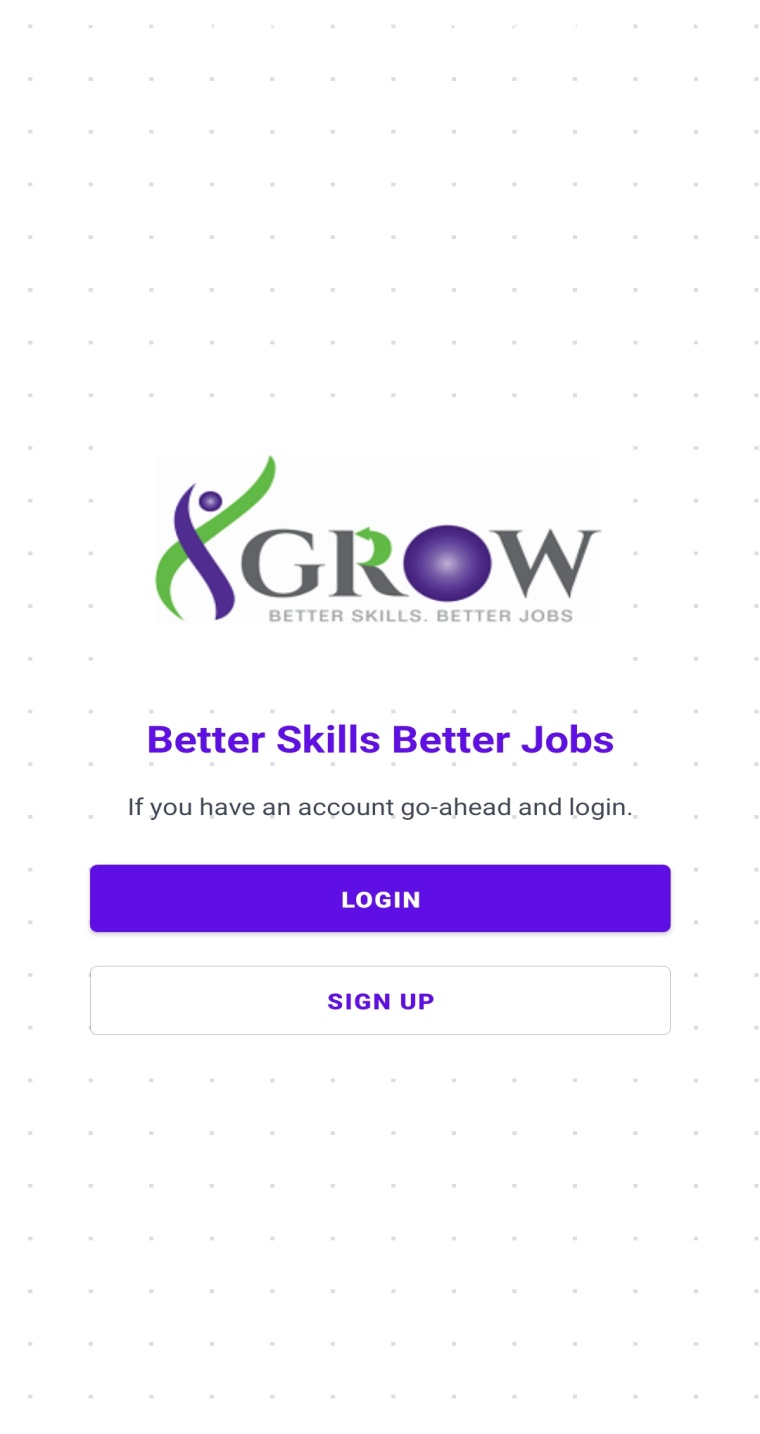 GROW
BETTER SKILLS. BETTER JOBS
Better Skills Better Jobs
If you have an account go-ahead and login.
LOGIN
SIGN UP